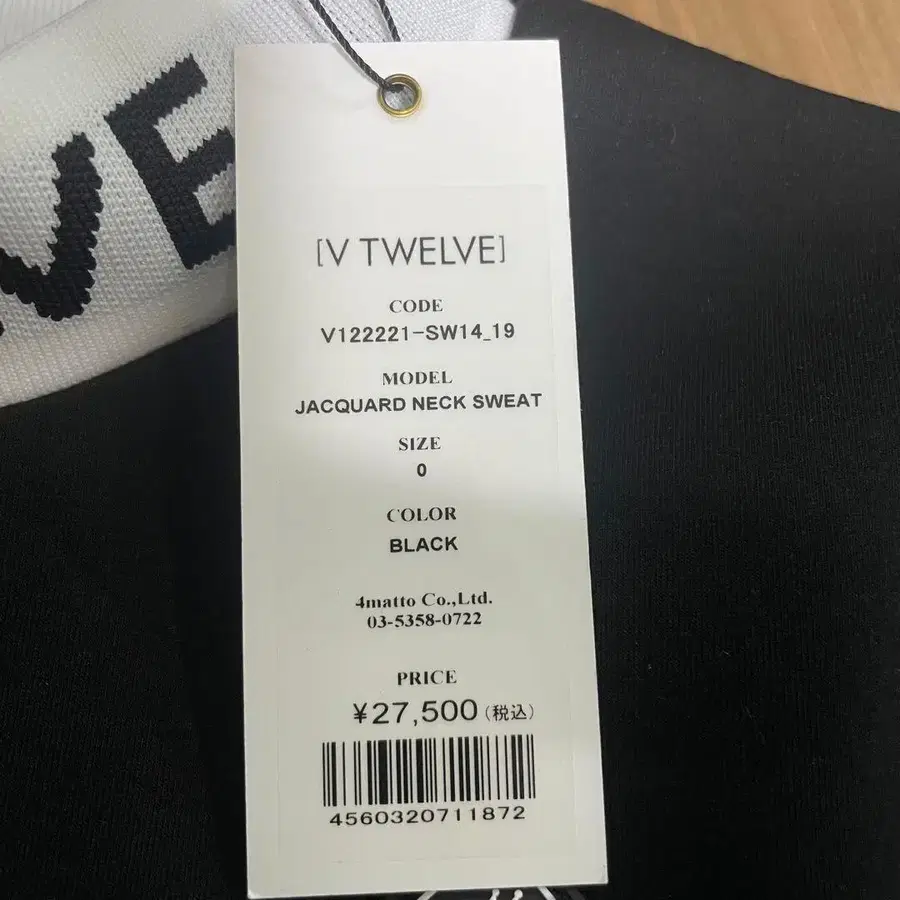 VE
[V TWELVE]
CODE
V122221-SW14_19
MODEL
JACQUARD NECK SWEAT
SIZE
0
COLOR
BLACK
4matto Co.,Ltd.
03-5358-0722
PRICE
¥27,500(税込)
4560320711872